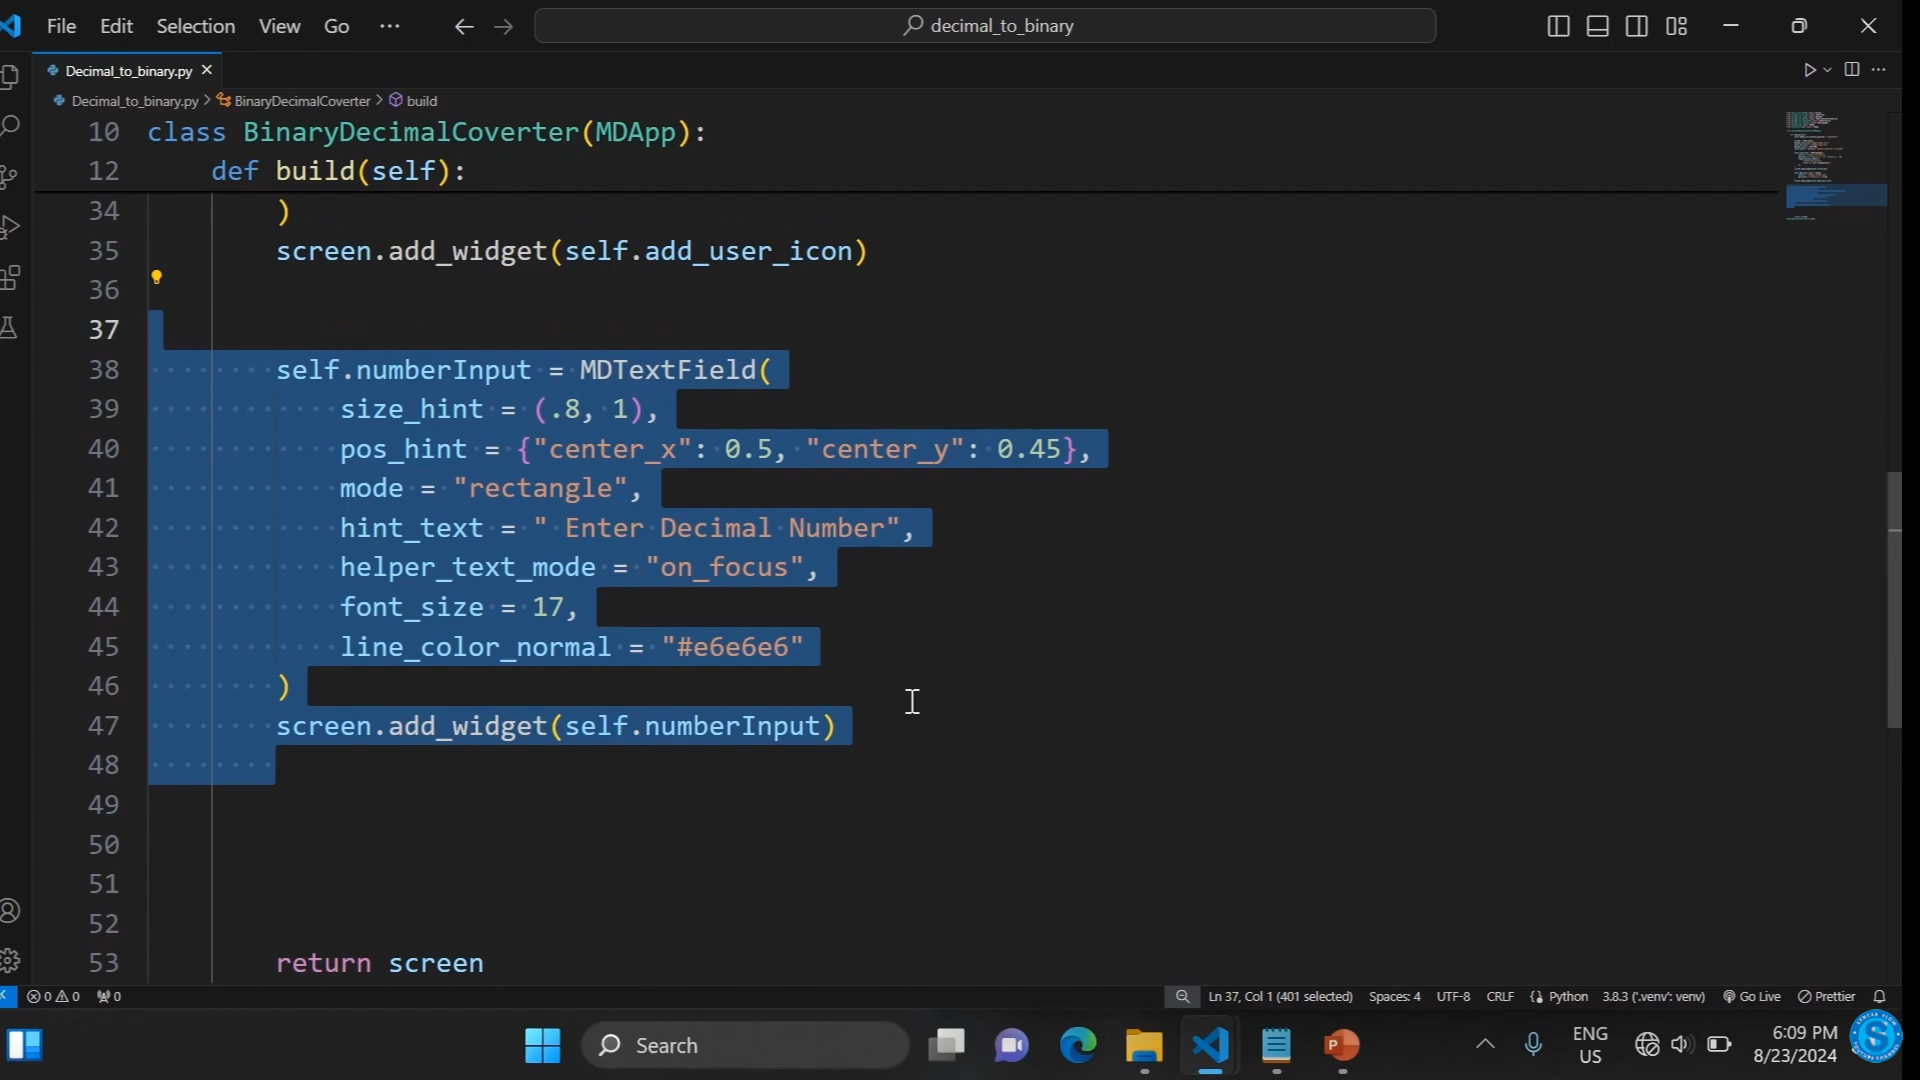 File Edit Selection View Go ··· decimal_to_binary
Decimal_to_binary.py
Decimal_to_binary.py > BinaryDecimalCoverter > build
10 class BinaryDecimalCoverter(MDApp):
12 def build(self):
34 )
35 screen.add_widget(self.add_user_icon)
36
37
38 self.numberInput = MDTextField(
39 size_hint = (.8, 1),
40 pos_hint = {"center_x": 0.5, "center_y": 0.45},
41 mode = "rectangle",
42 hint_text = " Enter Decimal Number",
43 helper_text_mode = "on_focus",
44 font_size = 17,
45 line_color_normal = "#e6e6e6"
46 )
47 screen.add_widget(self.numberInput)
48
49
50
51
52
53 return screen
0 0 0 Ln 37, Col 1 (401 selected) Spaces: 4 UTF-8 CRLF Python 3.8.3 ('.venv': venv) Go Live Prettier
Search ENG US 6:09 PM 8/23/2024